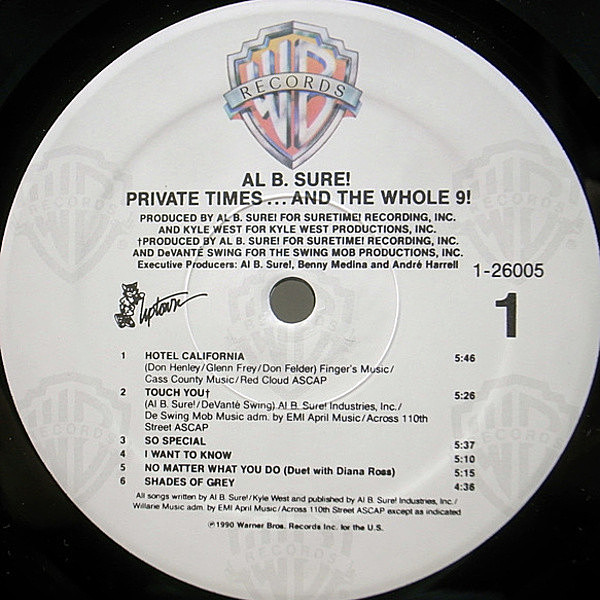 WB
RECORDS
AL B. SURE!
PRIVATE TIMES...AND THE WHOLE 9!
PRODUCED BY AL B. SURE! FOR SURETIME! RECORDING, INC.
AND KYLE WEST FOR KYLE WEST PRODUCTIONS, INC.
†PRODUCED BY AL B. SURE! FOR SURETIME! RECORDING, INC.
AND DeVANTÉ SWING FOR THE SWING MOB PRODUCTIONS, INC.
Executive Producers: Al B. Sure!, Benny Medina and André Harrell
1-26005
Uptown
1
1 HOTEL CALIFORNIA 5:46
(Don Henley/Glenn Frey/Don Felder) Finger's Music/
Cass County Music/Red Cloud ASCAP
2 TOUCH YOU† 5:26
(Al B. Sure!/DeVanté Swing) Al B. Sure! Industries, Inc./
De Swing Mob Music adm. by EMI April Music/Across 110th
Street ASCAP
3 SO SPECIAL 5:37
4 I WANT TO KNOW 5:10
5 NO MATTER WHAT YOU DO (Duet with Diana Ross) 5:15
6 SHADES OF GREY 4:36
All songs written by Al B. Sure!/Kyle West and published by Al B. Sure! Industries, Inc./
Willarie Music adm. by EMI April Music/Across 110th Street ASCAP except as indicated
℗1990 Warner Bros. Records Inc. for the U.S.